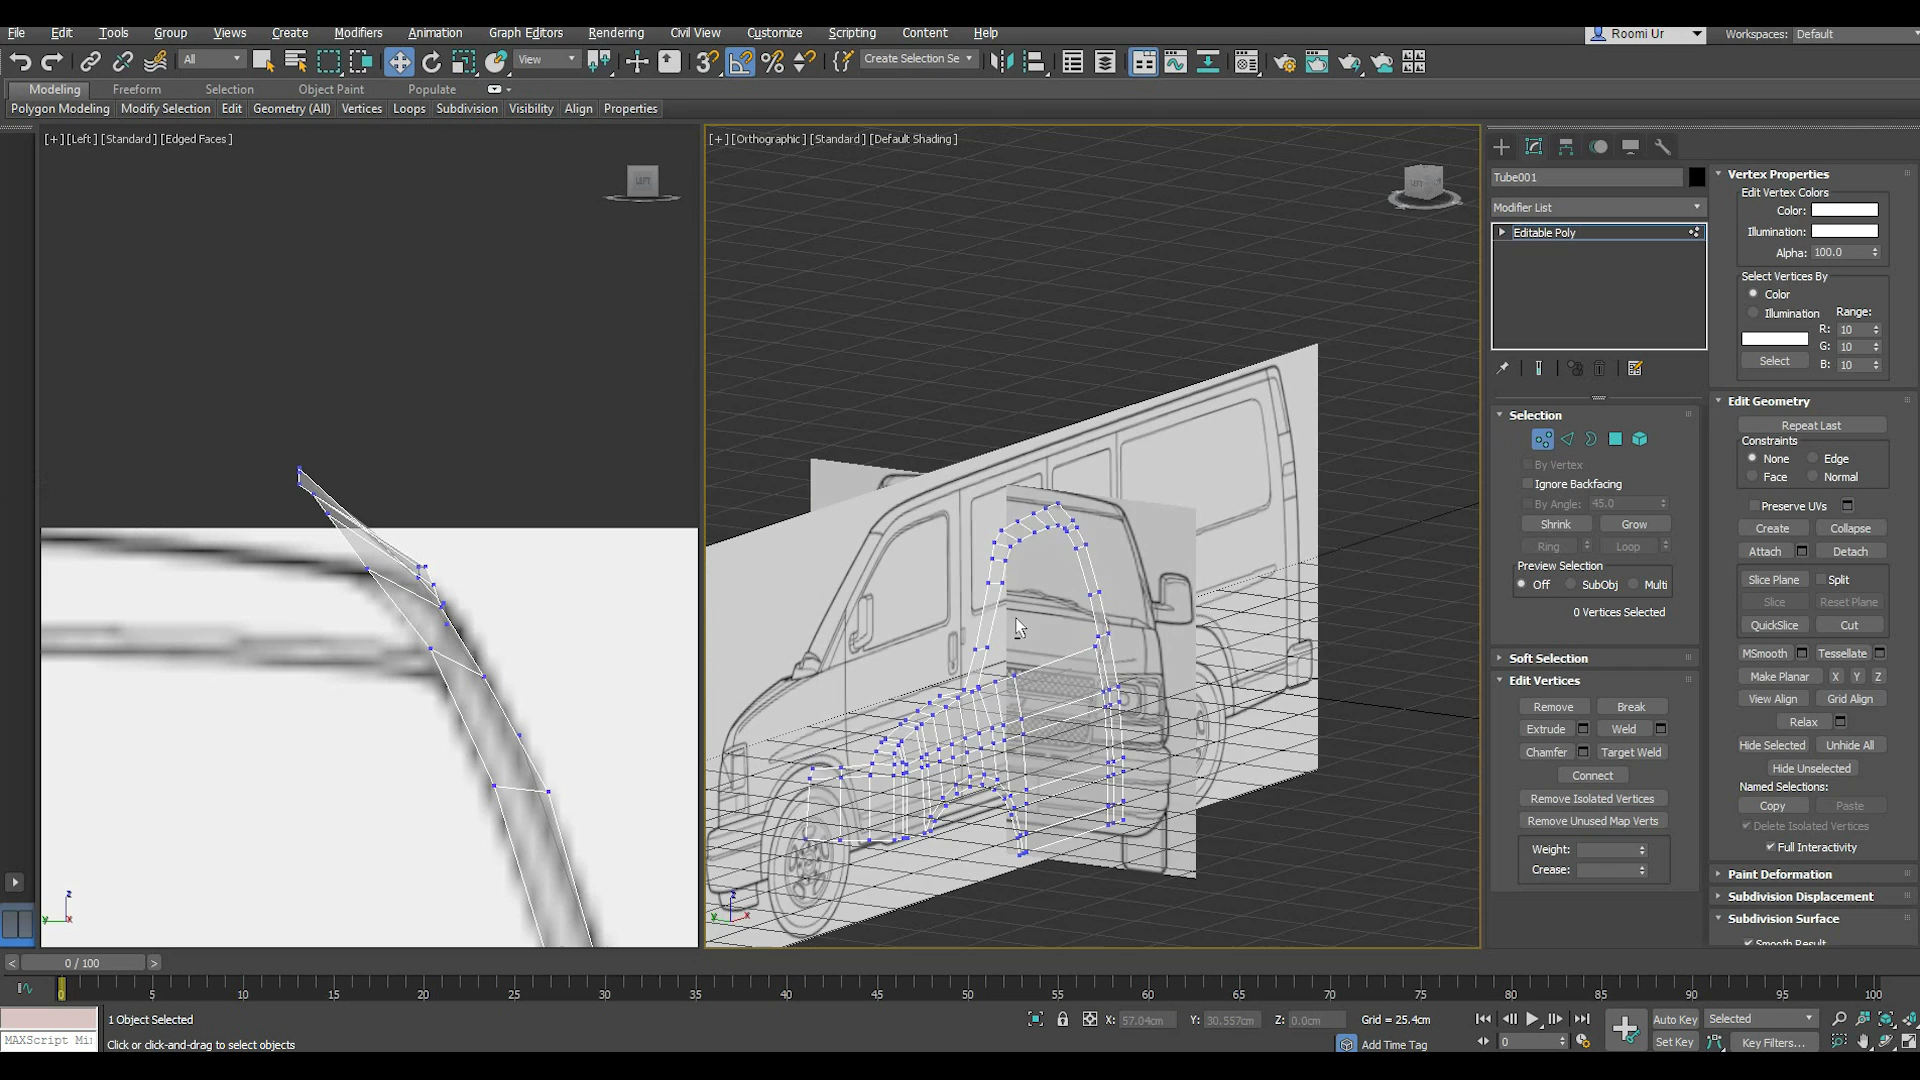 File Edit Tools Group Views Create Modifiers Animation Graph Editors Rendering Civil View Customize Scripting Content Help Roomi Ur Workspaces: Default
All View Create Selection Se
Modeling Freeform Selection Object Paint Populate
Polygon Modeling Modify Selection Edit Geometry (All) Vertices Loops Subdivision Visibility Align Properties
[+] [Left] [Standard] [Edged Faces]
[+] [Orthographic] [Standard] [Default Shading]
Tube001
Modifier List
Editable Poly
Selection
By Vertex
Ignore Backfacing
By Angle: 45.0
Shrink Grow
Ring Loop
Preview Selection
Off SubObj Multi
0 Vertices Selected
Soft Selection
Edit Vertices
Remove Break
Extrude Weld
Chamfer Target Weld
Connect
Remove Isolated Vertices
Remove Unused Map Verts
Weight:
Crease:
Vertex Properties
Edit Vertex Colors
Color:
Illumination:
Alpha: 100.0
Select Vertices By
Color
Illumination Range:
R: 10
G: 10
Select B: 10
Edit Geometry
Repeat Last
Constraints
None Edge
Face Normal
Preserve UVs
Create Collapse
Attach Detach
Slice Plane Split
Slice Reset Plane
QuickSlice Cut
MSmooth Tessellate
Make Planar X Y Z
View Align Grid Align
Relax
Hide Selected Unhide All
Hide Unselected
Named Selections:
Copy Paste
Delete Isolated Vertices
Full Interactivity
Paint Deformation
Subdivision Displacement
Subdivision Surface
Smooth Result
z
y x
z
y x
< 0 / 100 >
0 5 10 15 20 25 30 35 40 45 50 55 60 65 70 75 80 85 90 95 100
1 Object Selected X: 57.04cm Y: 30.557cm Z: 0.0cm Grid = 25.4cm Auto Key Selected
MAXScript Mi Click or click-and-drag to select objects Add Time Tag 0 Set Key Key Filters...